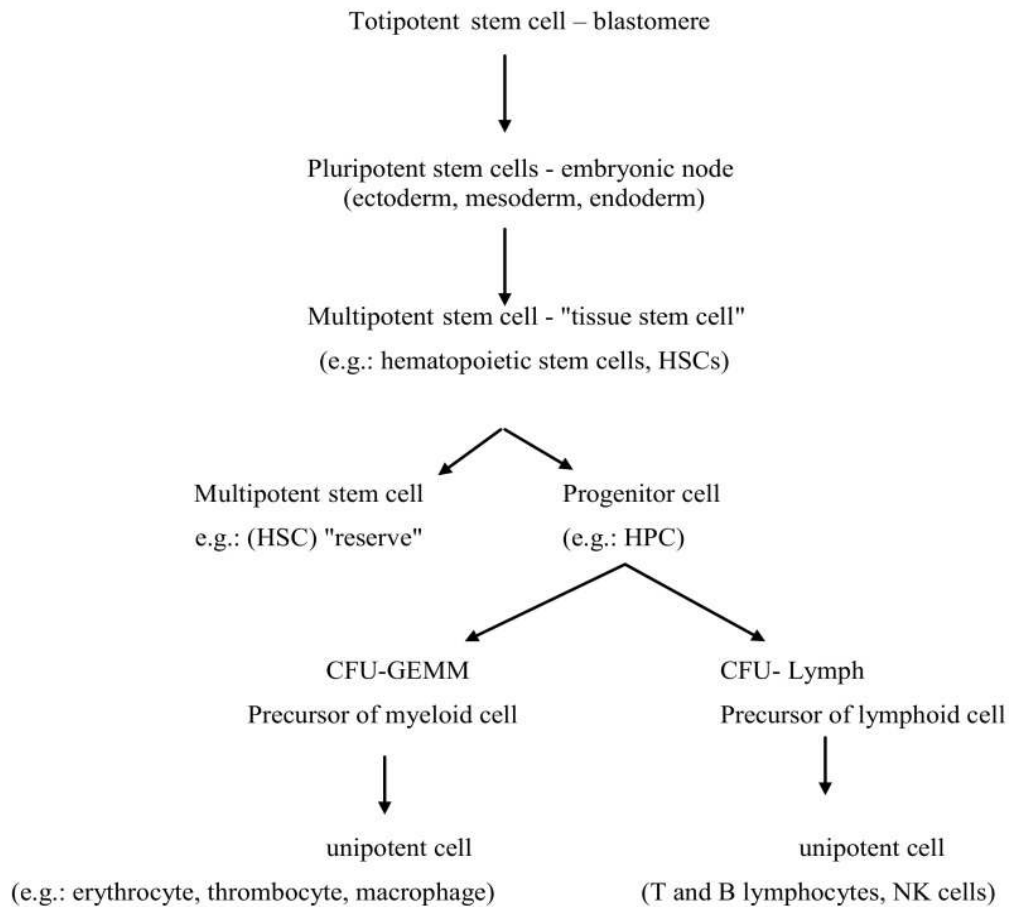 Totipotent stem cell – blastomere
Pluripotent stem cells - embryonic node
(ectoderm, mesoderm, endoderm)
Multipotent stem cell - "tissue stem cell"
(e.g.: hematopoietic stem cells, HSCs)
Multipotent stem cell
e.g.: (HSC) "reserve"
Progenitor cell
(e.g.: HPC)
CFU-GEMM
Precursor of myeloid cell
CFU- Lymph
Precursor of lymphoid cell
unipotent cell
(e.g.: erythrocyte, thrombocyte, macrophage)
unipotent cell
(T and B lymphocytes, NK cells)